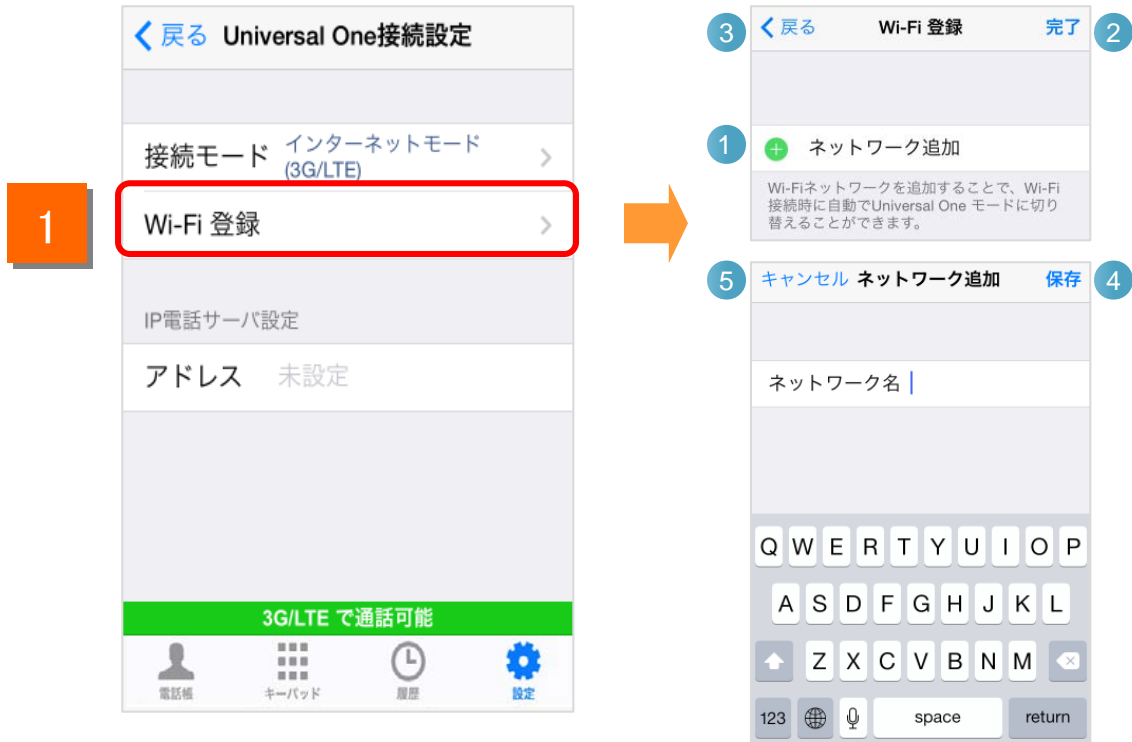 1
戻る Universal One接続設定
接続モード インターネットモード
(3G/LTE)
Wi-Fi 登録
IP電話サーバ設定
アドレス 未設定
3G/LTE で通話可能
電話帳 キーパッド 履歴 設定
3 戻る Wi-Fi 登録 完了 2
1 ネットワーク追加
Wi-Fiネットワークを追加することで、Wi-Fi
接続時に自動でUniversal One モードに切り
替えることができます。
5 キャンセル ネットワーク追加 保存 4
ネットワーク名
Q W E R T Y U I O P
A S D F G H J K L
Z X C V B N M
123 space return